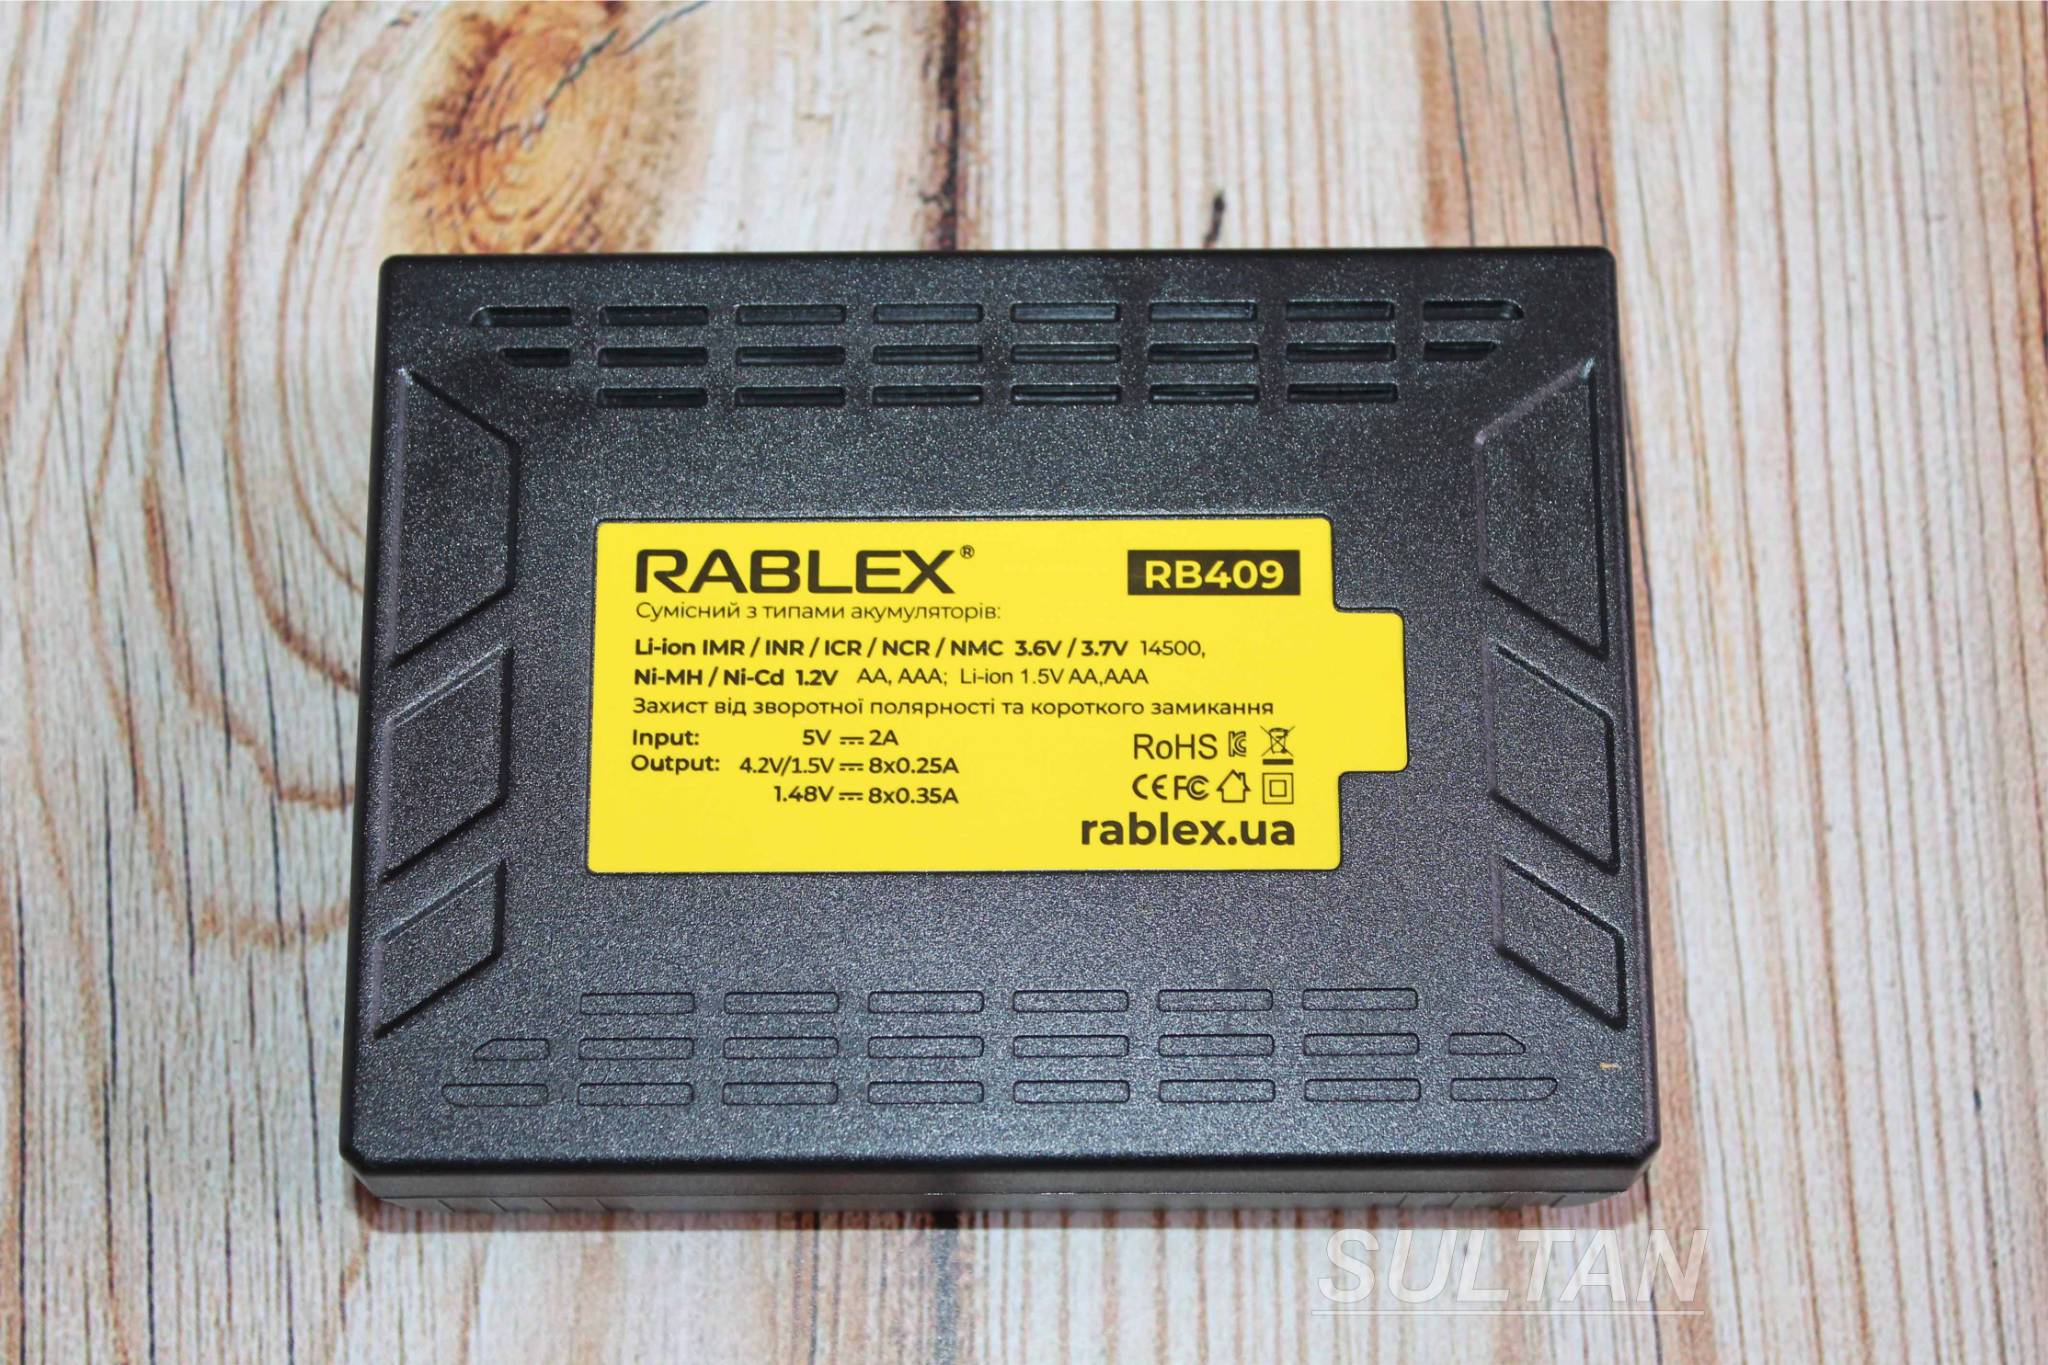 RABLEX®
RB409
Сумісний з типами акумуляторів:
Li-ion IMR / INR / ICR / NCR / NMC 3.6V / 3.7V 14500,
Ni-MH / Ni-Cd 1.2V AA, AAA; Li-ion 1.5V AA,AAA
Захист від зворотної полярності та короткого замикання
Input: 5V ⎓ 2A
Output: 4.2V/1.5V ⎓ 8x0.25A
1.48V ⎓ 8x0.35A
RoHS
CE FC
rablex.ua
SULTAN